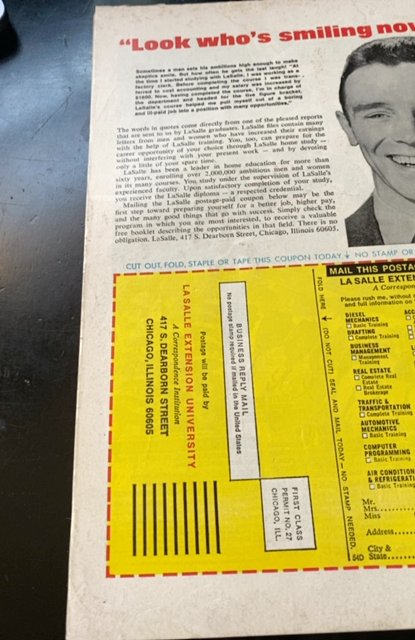 "Look who's smiling now
Sometimes a man sets his ambitions high enough to make
skeptics smile. But how often he gets the last laugh! "At
the time I started studying with LaSalle, I was working as a
factory clerk. Before completing the course I was trans-
ferred to cost accounting and my salary was increased by
$1600. Now, having completed the course, I'm in charge of
the department and headed for the five figure bracket.
LaSalle's course helped me pull myself out of a boring
and ill-paid job into a position with many opportunities."
The words in quotes come directly from one of the pleased reports
that are sent to us by LaSalle graduates. LaSalle files contain many
letters from men and women who have increased their earnings
with the help of LaSalle training. You, too, can prepare for the
career opportunity of your choice through LaSalle home study —
without interfering with your present work — and by devoting
only a little of your spare time.
LaSalle has been a leader in home education for more than
sixty years, enrolling over 2,000,000 ambitious men and women
in its many courses. You study under the supervision of LaSalle's
experienced faculty. Upon satisfactory completion of your study,
you receive the LaSalle diploma — a respected credential.
Mailing the LaSalle postage-paid coupon below may be the
first step toward preparing yourself for a better job, higher pay,
and the many good things that go with success. Simply check the
program in which you are most interested, to receive a valuable
free booklet describing the opportunities in that field. There is no
obligation. LaSalle, 417 S. Dearborn Street, Chicago, Illinois 60605.
CUT OUT, FOLD, STAPLE OR TAPE THIS COUPON TODAY NO STAMP OR
FIRST CLASS
PERMIT NO. 27
CHICAGO, ILL.
BUSINESS REPLY MAIL
No postage stamp required if mailed in the United States
Postage will be paid by
LA SALLE EXTENSION UNIVERSITY
A Correspondence Institution
417 S. DEARBORN STREET
CHICAGO, ILLINOIS 60605
FOLD HERE (DO NOT CUT) SEAL AND MAIL TODAY — NO STAMP NEEDED.
MAIL THIS POSTA
LA SALLE EXTEN
A Correspon
Please rush me, without
and full information on
DIESEL
MECHANICS
Basic Training
DRAFTING
Complete Training
BUSINESS
MANAGEMENT
Management
Training
REAL ESTATE
Complete Real
Estate
Real Estate
Brokerage
TRAFFIC &
TRANSPORTATION
Complete Training
AUTOMOTIVE
MECHANICS
Basic Training
COMPUTER
PROGRAMMING
Basic Training
AIR CONDITION
& REFRIGERATI
Basic Training
ACC
Mr.
Mrs.
Miss
Address
City &
State
54D